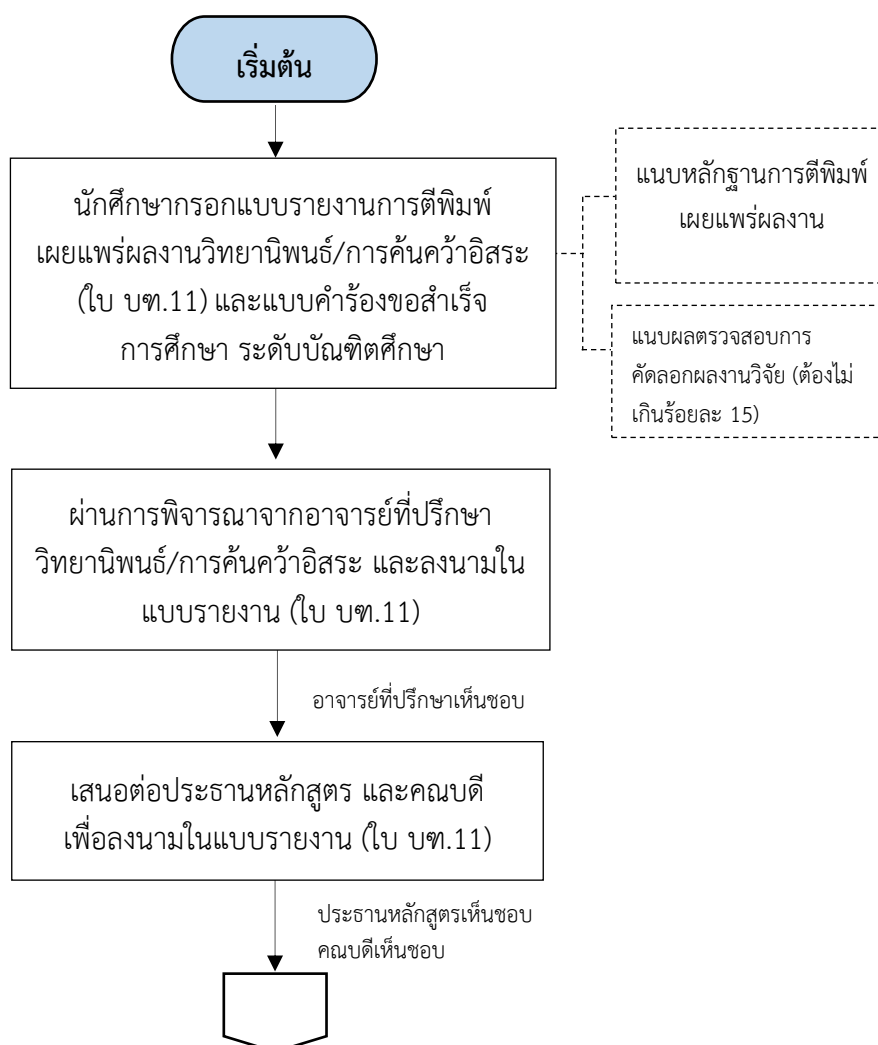 เริ่มต้น
นักศึกษากรอกแบบรายงานการตีพิมพ์
เผยแพร่ผลงานวิทยานิพนธ์/การค้นคว้าอิสระ
(ใบ บฑ.11) และแบบคำร้องขอสำเร็จ
การศึกษา ระดับบัณฑิตศึกษา
แนบหลักฐานการตีพิมพ์
เผยแพร่ผลงาน
แนบผลตรวจสอบการ
คัดลอกผลงานวิจัย (ต้องไม่
เกินร้อยละ 15)
ผ่านการพิจารณาจากอาจารย์ที่ปรึกษา
วิทยานิพนธ์/การค้นคว้าอิสระ และลงนามใน
แบบรายงาน (ใบ บฑ.11)
อาจารย์ที่ปรึกษาเห็นชอบ
เสนอต่อประธานหลักสูตร และคณบดี
เพื่อลงนามในแบบรายงาน (ใบ บฑ.11)
ประธานหลักสูตรเห็นชอบ
คณบดีเห็นชอบ